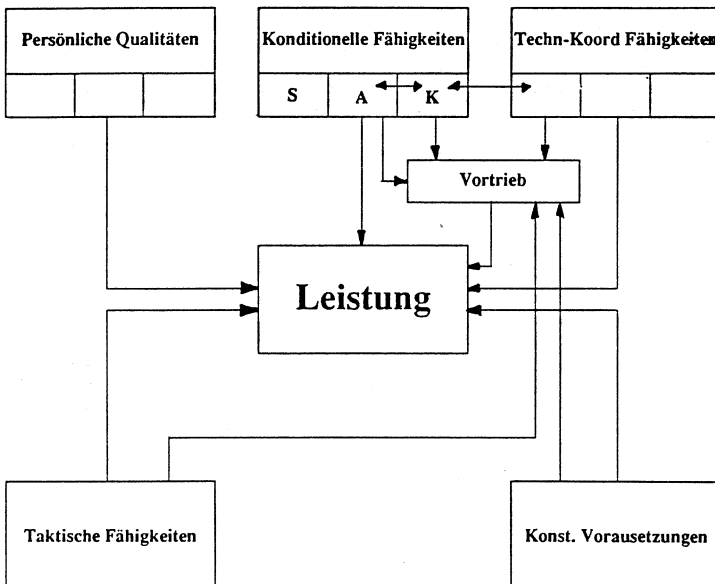 Persönliche Qualitäten
Konditionelle Fähigkeiten
Techn-Koord Fähigkeiten
S
A
K
Vortrieb
Leistung
Taktische Fähigkeiten
Konst. Vorausetzungen